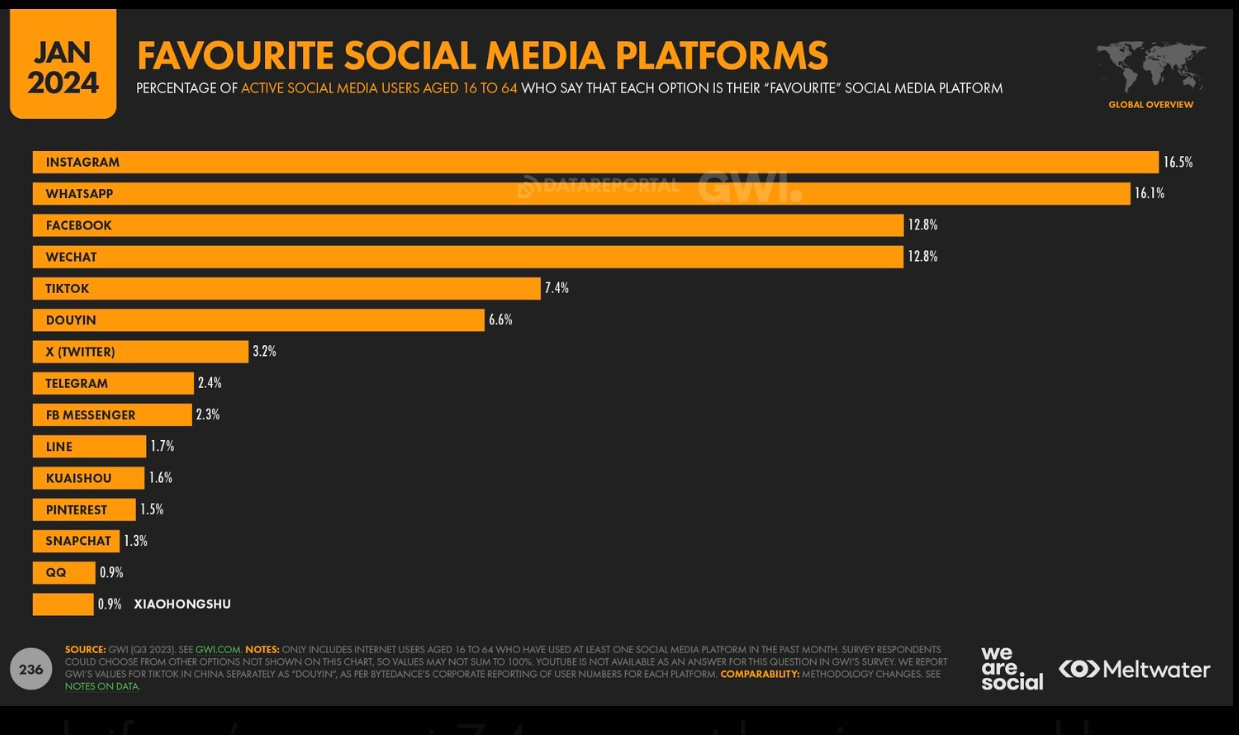 JAN
2024
FAVOURITE SOCIAL MEDIA PLATFORMS
PERCENTAGE OF ACTIVE SOCIAL MEDIA USERS AGED 16 TO 64 WHO SAY THAT EACH OPTION IS THEIR “FAVOURITE” SOCIAL MEDIA PLATFORM
GLOBAL OVERVIEW
INSTAGRAM 16.5%
DATAREPORTAL GWI.
WHATSAPP 16.1%
FACEBOOK 12.8%
WECHAT 12.8%
TIKTOK 7.4%
DOUYIN 6.6%
X (TWITTER) 3.2%
TELEGRAM 2.4%
FB MESSENGER 2.3%
LINE 1.7%
KUAISHOU 1.6%
PINTEREST 1.5%
SNAPCHAT 1.3%
QQ 0.9%
0.9% XIAOHONGSHU
236
SOURCE: GWI (Q3 2023). SEE GWI.COM. NOTES: ONLY INCLUDES INTERNET USERS AGED 16 TO 64 WHO HAVE USED AT LEAST ONE SOCIAL MEDIA PLATFORM IN THE PAST MONTH. SURVEY RESPONDENTS
COULD CHOOSE FROM OTHER OPTIONS NOT SHOWN ON THIS CHART, SO VALUES MAY NOT SUM TO 100%. YOUTUBE IS NOT AVAILABLE AS AN ANSWER FOR THIS QUESTION IN GWI’S SURVEY. WE REPORT
GWI’S VALUES FOR TIKTOK IN CHINA SEPARATELY AS “DOUYIN”, AS PER BYTEDANCE’S CORPORATE REPORTING OF USER NUMBERS FOR EACH PLATFORM. COMPARABILITY: METHODOLOGY CHANGES. SEE
NOTES ON DATA.
we
are
social
Meltwater